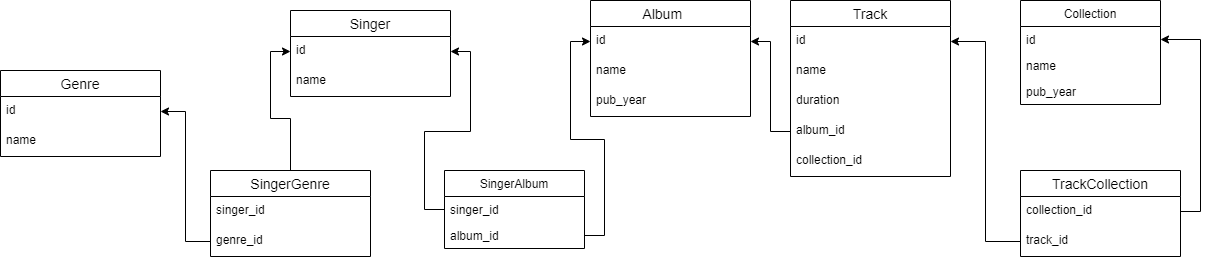 Genre
id
name
Singer
id
name
SingerGenre
singer_id
genre_id
SingerAlbum
singer_id
album_id
Album
id
name
pub_year
Track
id
name
duration
album_id
collection_id
Collection
id
name
pub_year
TrackCollection
collection_id
track_id